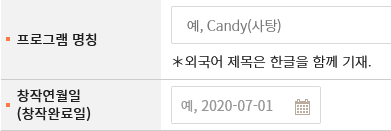 프로그램 명칭
예, Candy(사탕)
＊외국어 제목은 한글을 함께 기재.
창작연월일
(창작완료일)
예, 2020-07-01